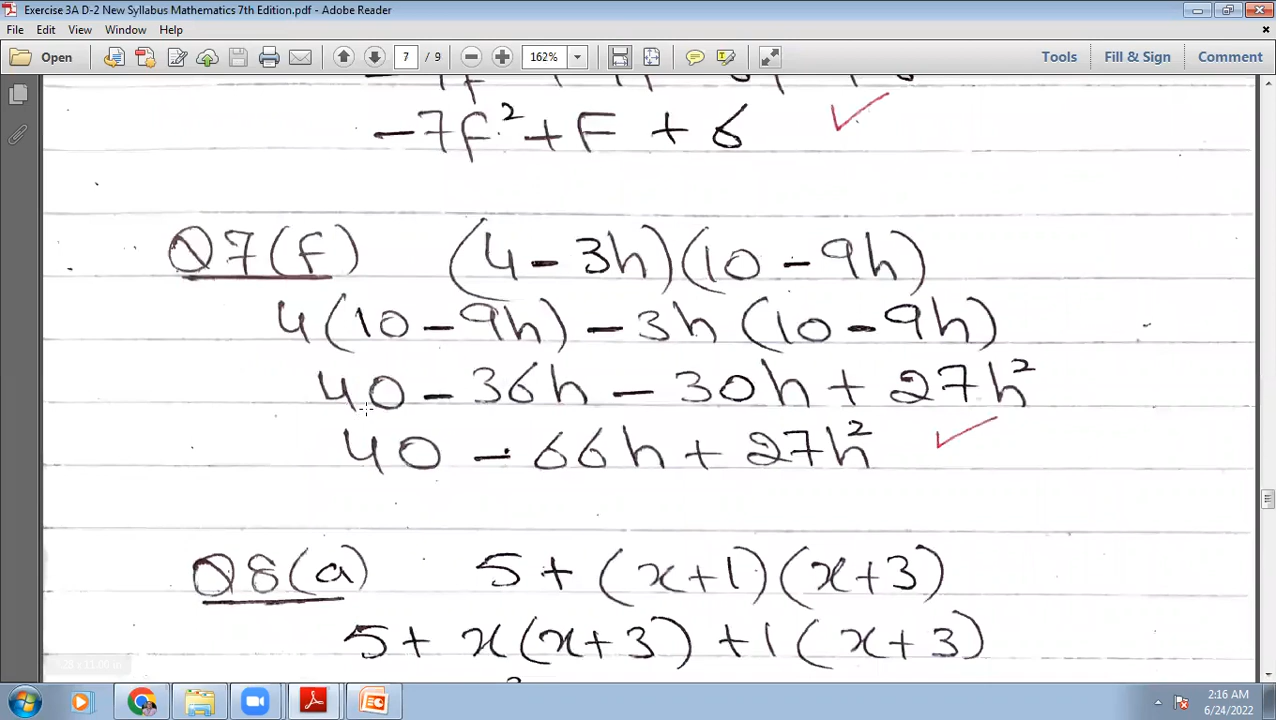 Exercise 3A D-2 New Syllabus Mathematics 7th Edition.pdf - Adobe Reader
File Edit View Window Help
Open 7 / 9 162% Tools Fill & Sign Comment
-7f² + F + 6
Q7(f) (4 - 3h)(10 - 9h)
4(10 - 9h) - 3h (10 - 9h)
40 - 36h - 30h + 27h²
40 - 66h + 27h²
Q8(a) 5 + (x+1)(x+3)
5 + x(x+3) + 1(x+3)
2:16 AM
6/24/2022